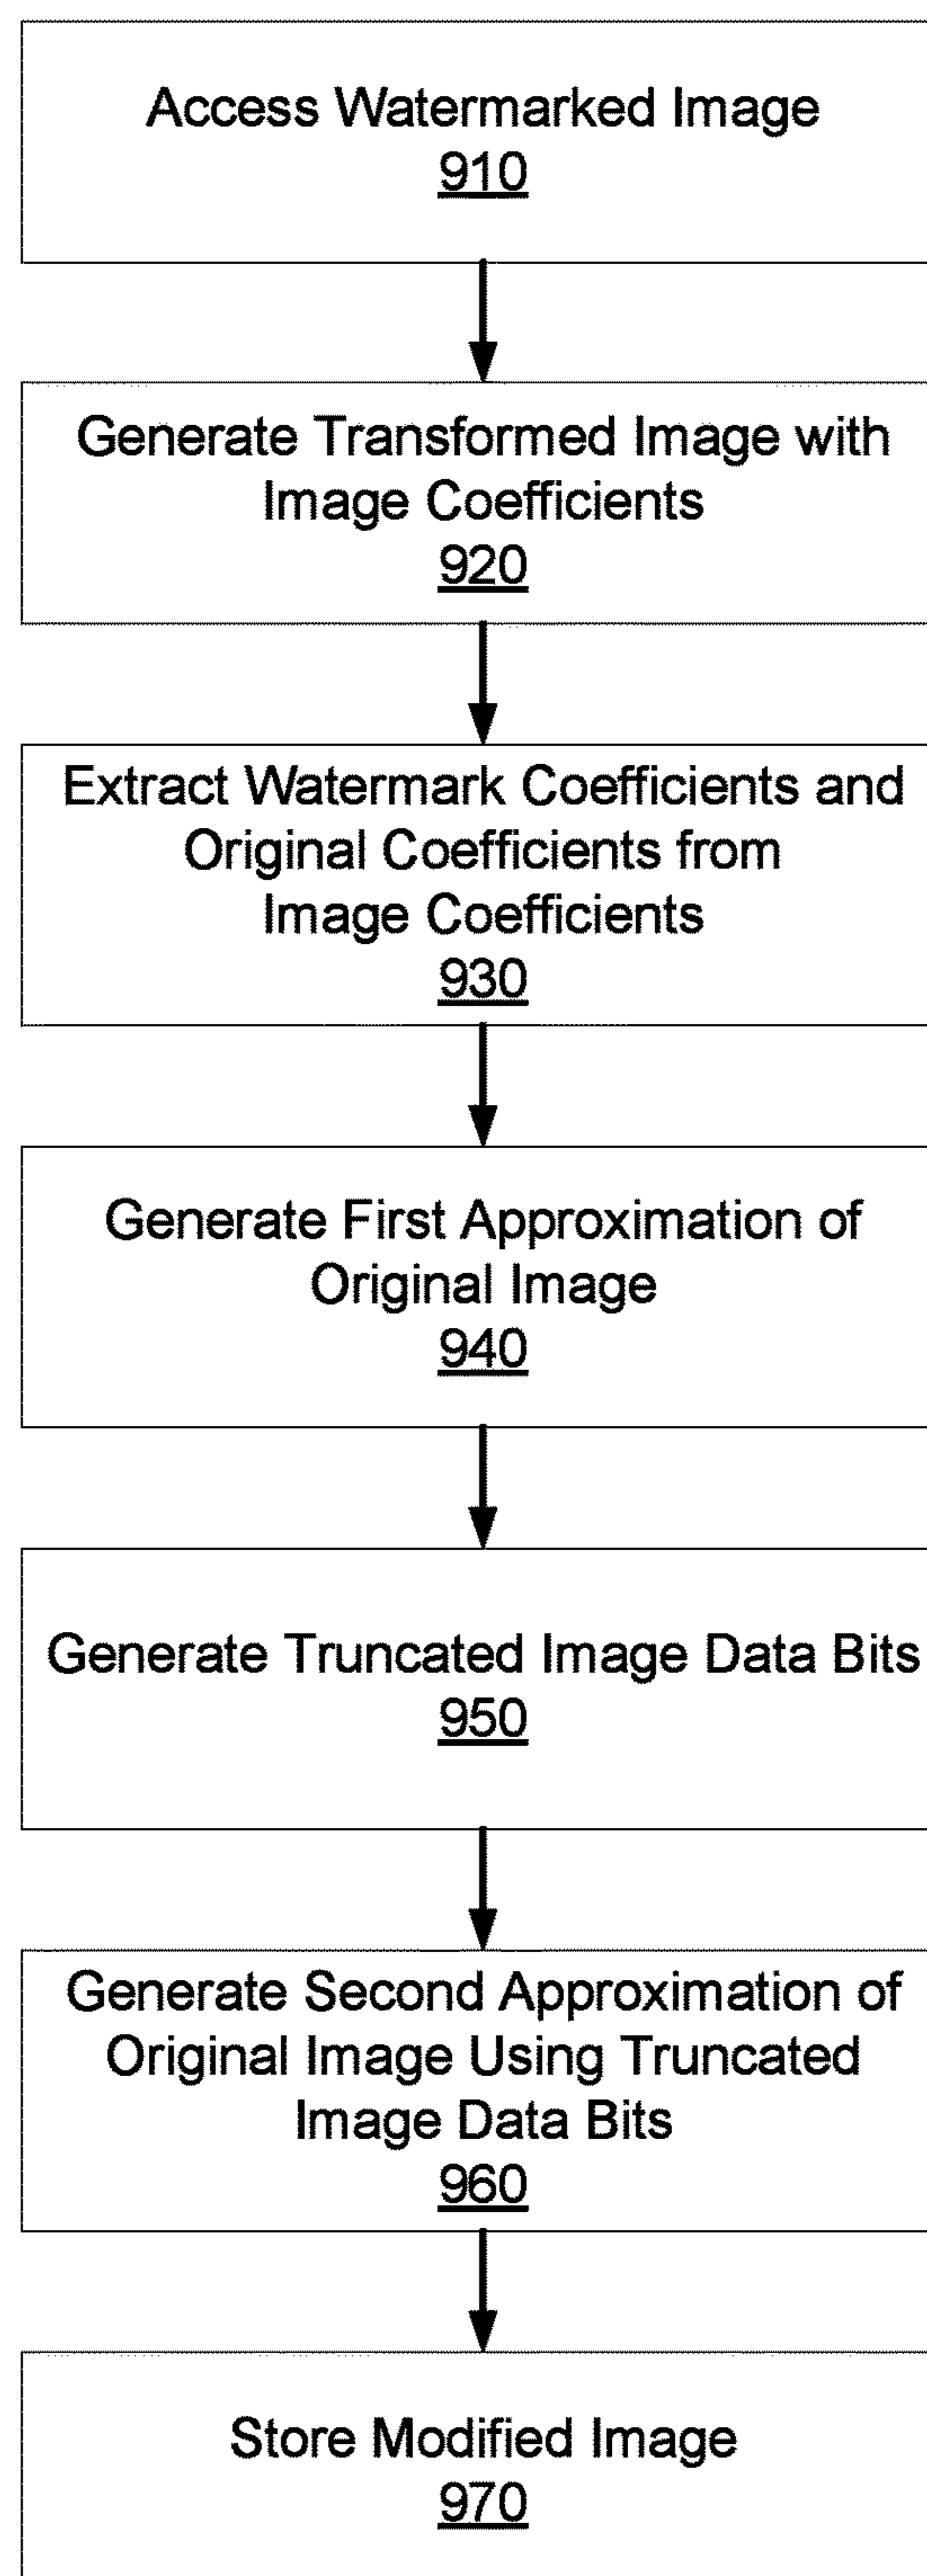 Access Watermarked Image
910
Generate Transformed Image with
Image Coefficients
920
Extract Watermark Coefficients and
Original Coefficients from
Image Coefficients
930
Generate First Approximation of
Original Image
940
Generate Truncated Image Data Bits
950
Generate Second Approximation of
Original Image Using Truncated
Image Data Bits
960
Store Modified Image
970